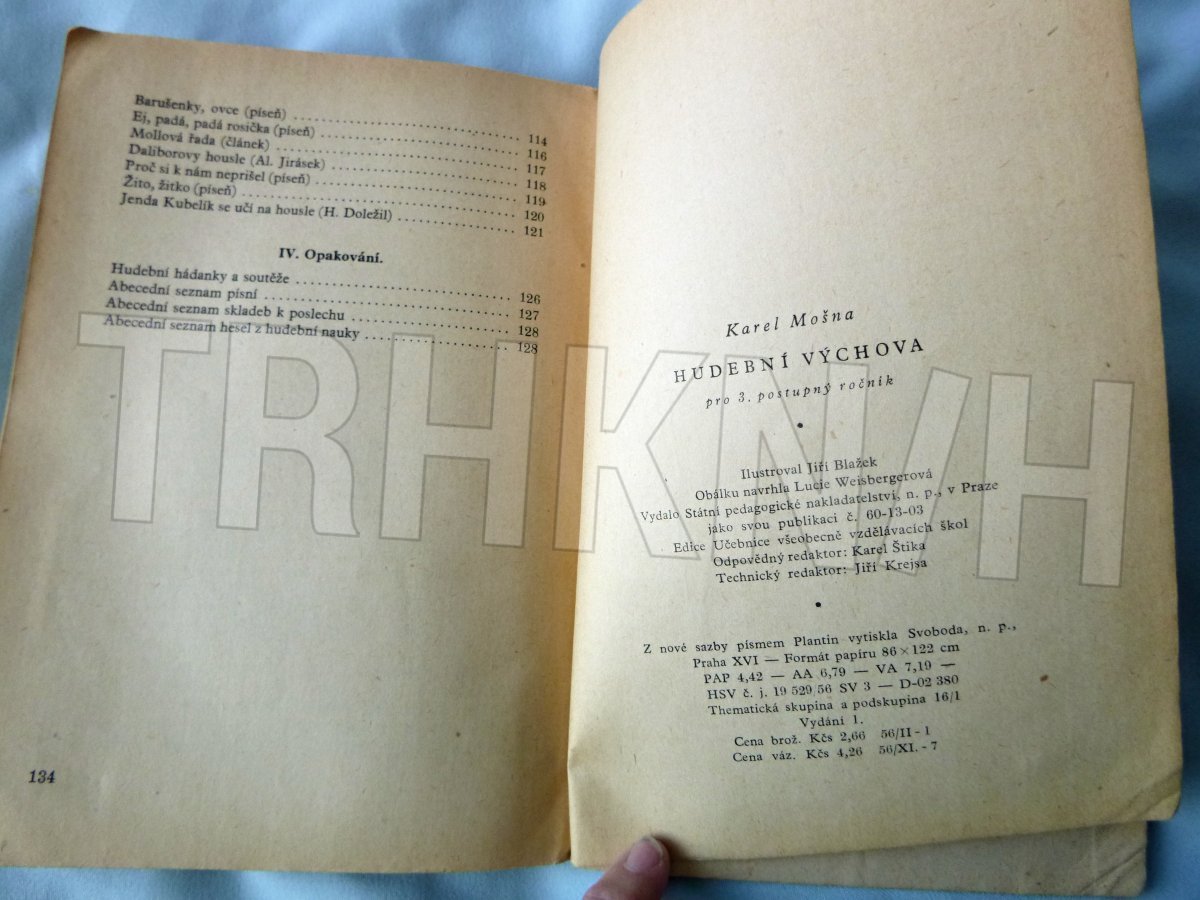 Barušenky, ovce (píseň) 114
Ej, padá, padá rosička (píseň) 116
Mollová řada (článek) 117
Daliborovy housle (Al. Jirásek) 118
Proč si k nám neprišel (píseň) 119
Žito, žitko (píseň) 120
Jenda Kubelík se učí na housle (H. Doležil) 121
IV. Opakování.
Hudební hádanky a soutěže 126
Abecední seznam písní 127
Abecední seznam skladeb k poslechu 128
Abecední seznam hesel z hudební nauky 128
134
Karel Mošna
HUDEBNÍ VÝCHOVA
pro 3. postupný ročník
Ilustroval Jiří Blažek
Obálku navrhla Lucie Weisbergerová
Vydalo Státní pedagogické nakladatelství, n. p., v Praze
jako svou publikaci č. 60-13-03
Edice Učebnice všeobecně vzdělávacích škol
Odpovědný redaktor: Karel Štika
Technický redaktor: Jiří Krejsa
Z nové sazby písmem Plantin vytiskla Svoboda, n. p.,
Praha XVI — Formát papíru 86 × 122 cm
PAP 4,42 — AA 6,79 — VA 7,19 —
HSV č. j. 19 529/56 SV 3 — D-02 380
Thematická skupina a podskupina 16/1
Vydání 1.
Cena brož. Kčs 2,66 56/II - 1
Cena váz. Kčs 4,26 56/XI. - 7
TRHKNIH